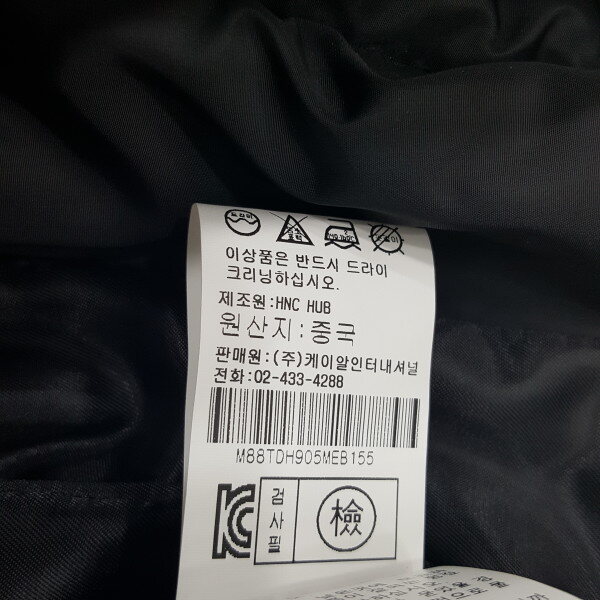 이상품은 반드시 드라이
크리닝하십시오.
제조원:HNC HUB
원산지:중국
판매원:(주)케이알인터내셔널
전화:02-433-4288
M88TDH905MEB155
검사필
檢